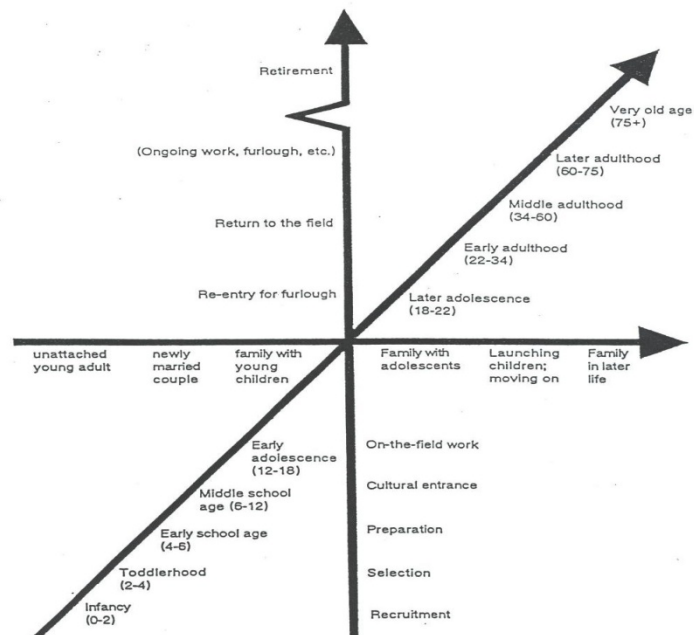 Retirement
(Ongoing work, furlough, etc.)
Return to the field
Re-entry for furlough
Very old age
(75+)
Later adulthood
(60-75)
Middle adulthood
(34-60)
Early adulthood
(22-34)
Later adolescence
(18-22)
unattached
young adult
newly
married
couple
family with
young
children
Family with
adolescents
Launching
children;
moving on
Family
in later
life
Early
adolescence
(12-18)
Middle school
age (6-12)
Early school age
(4-6)
Toddlerhood
(2-4)
Infancy
(0-2)
On-the-field work
Cultural entrance
Preparation
Selection
Recruitment